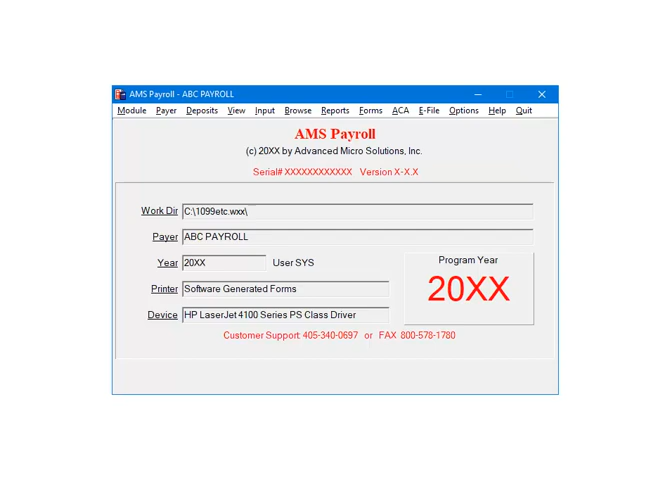 AMS Payroll - ABC PAYROLL
Module Payer Deposits View Input Browse Reports Forms ACA E-File Options Help Quit
AMS Payroll
(c) 20XX by Advanced Micro Solutions, Inc.
Serial# XXXXXXXXXXXX Version X-X.X
Work Dir C:\1099etc.wxx\
Payer ABC PAYROLL
Year 20XX User SYS
Program Year
20XX
Printer Software Generated Forms
Device HP LaserJet 4100 Series PS Class Driver
Customer Support: 405-340-0697 or FAX 800-578-1780